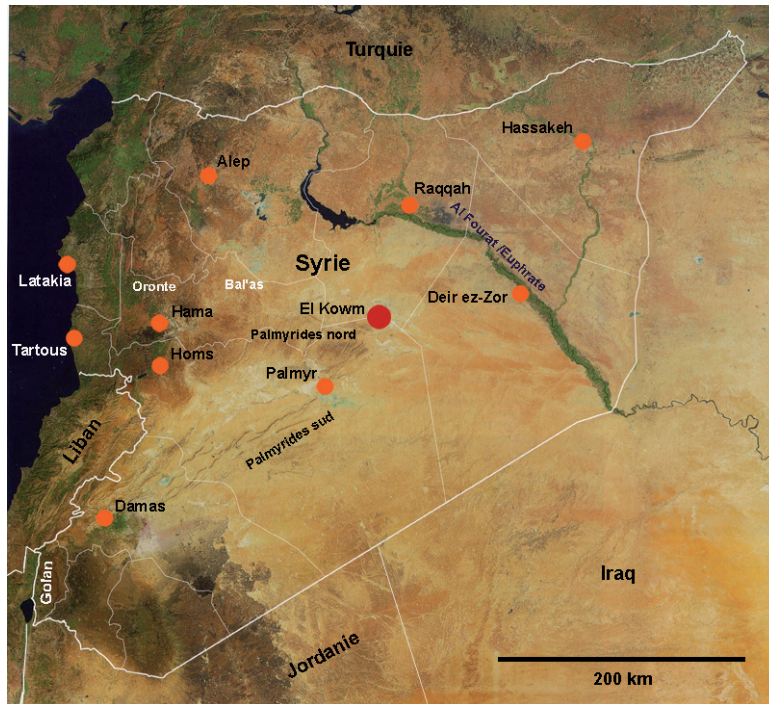 Turquie
Hassakeh
Alep
Raqqah
Al Fourat /Euphrate
Syrie
Latakia
Oronte
Bal'as
Deir ez-Zor
El Kowm
Hama
Palmyrides nord
Tartous
Homs
Palmyr
Liban
Palmyrides sud
Damas
Golan
Iraq
Jordanie
200 km